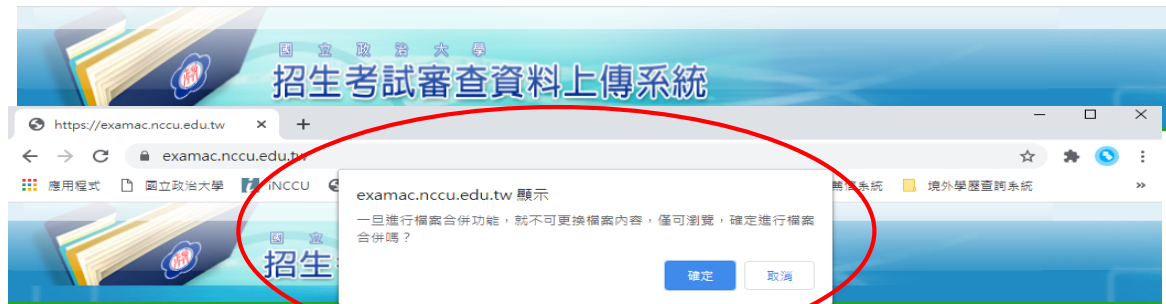 國立政治大學
招生考試審查資料上傳系統
https://examac.nccu.edu.tw
examac.nccu.edu.tw
應用程式 國立政治大學 iNCCU 境外學歷查詢系統
examac.nccu.edu.tw 顯示
一旦進行檔案合併功能，就不可更換檔案內容，僅可瀏覽，確定進行檔案
合併嗎？
確定 取消
國立
招生